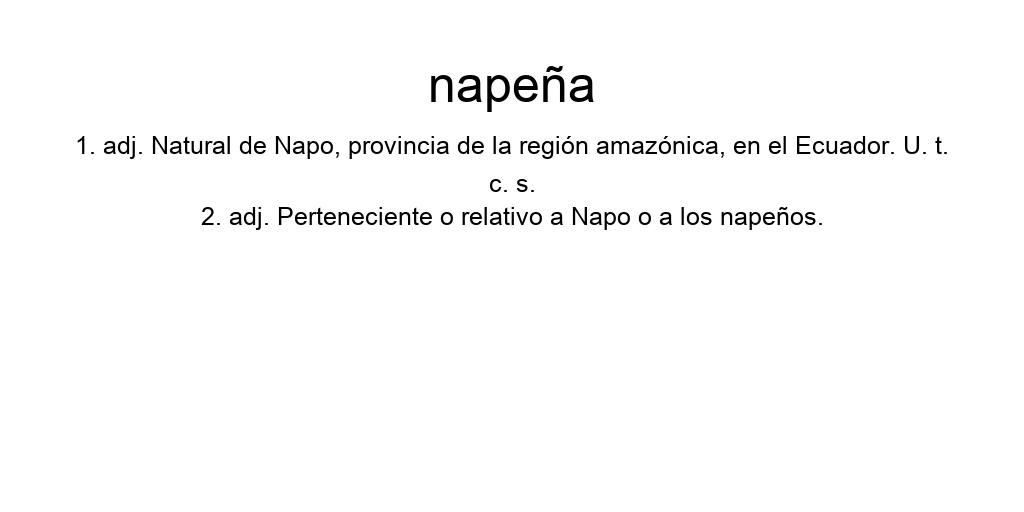 napeña
1. adj. Natural de Napo, provincia de la región amazónica, en el Ecuador. U. t.
c. s.
2. adj. Perteneciente o relativo a Napo o a los napeños.